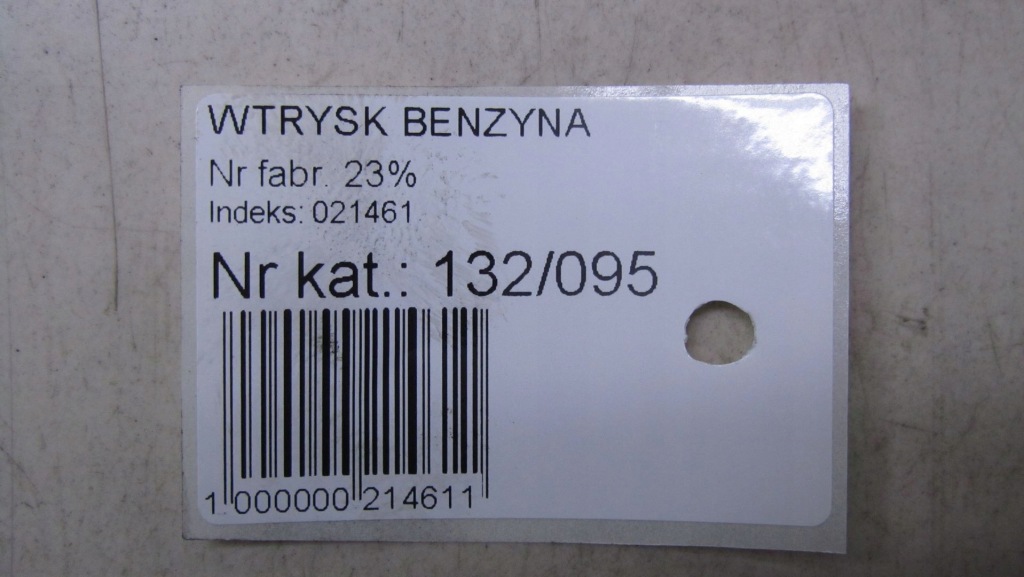 WTRYSK BENZYNA
Nr fabr. 23%
Indeks: 021461
Nr kat.: 132/095
1 000000 214611